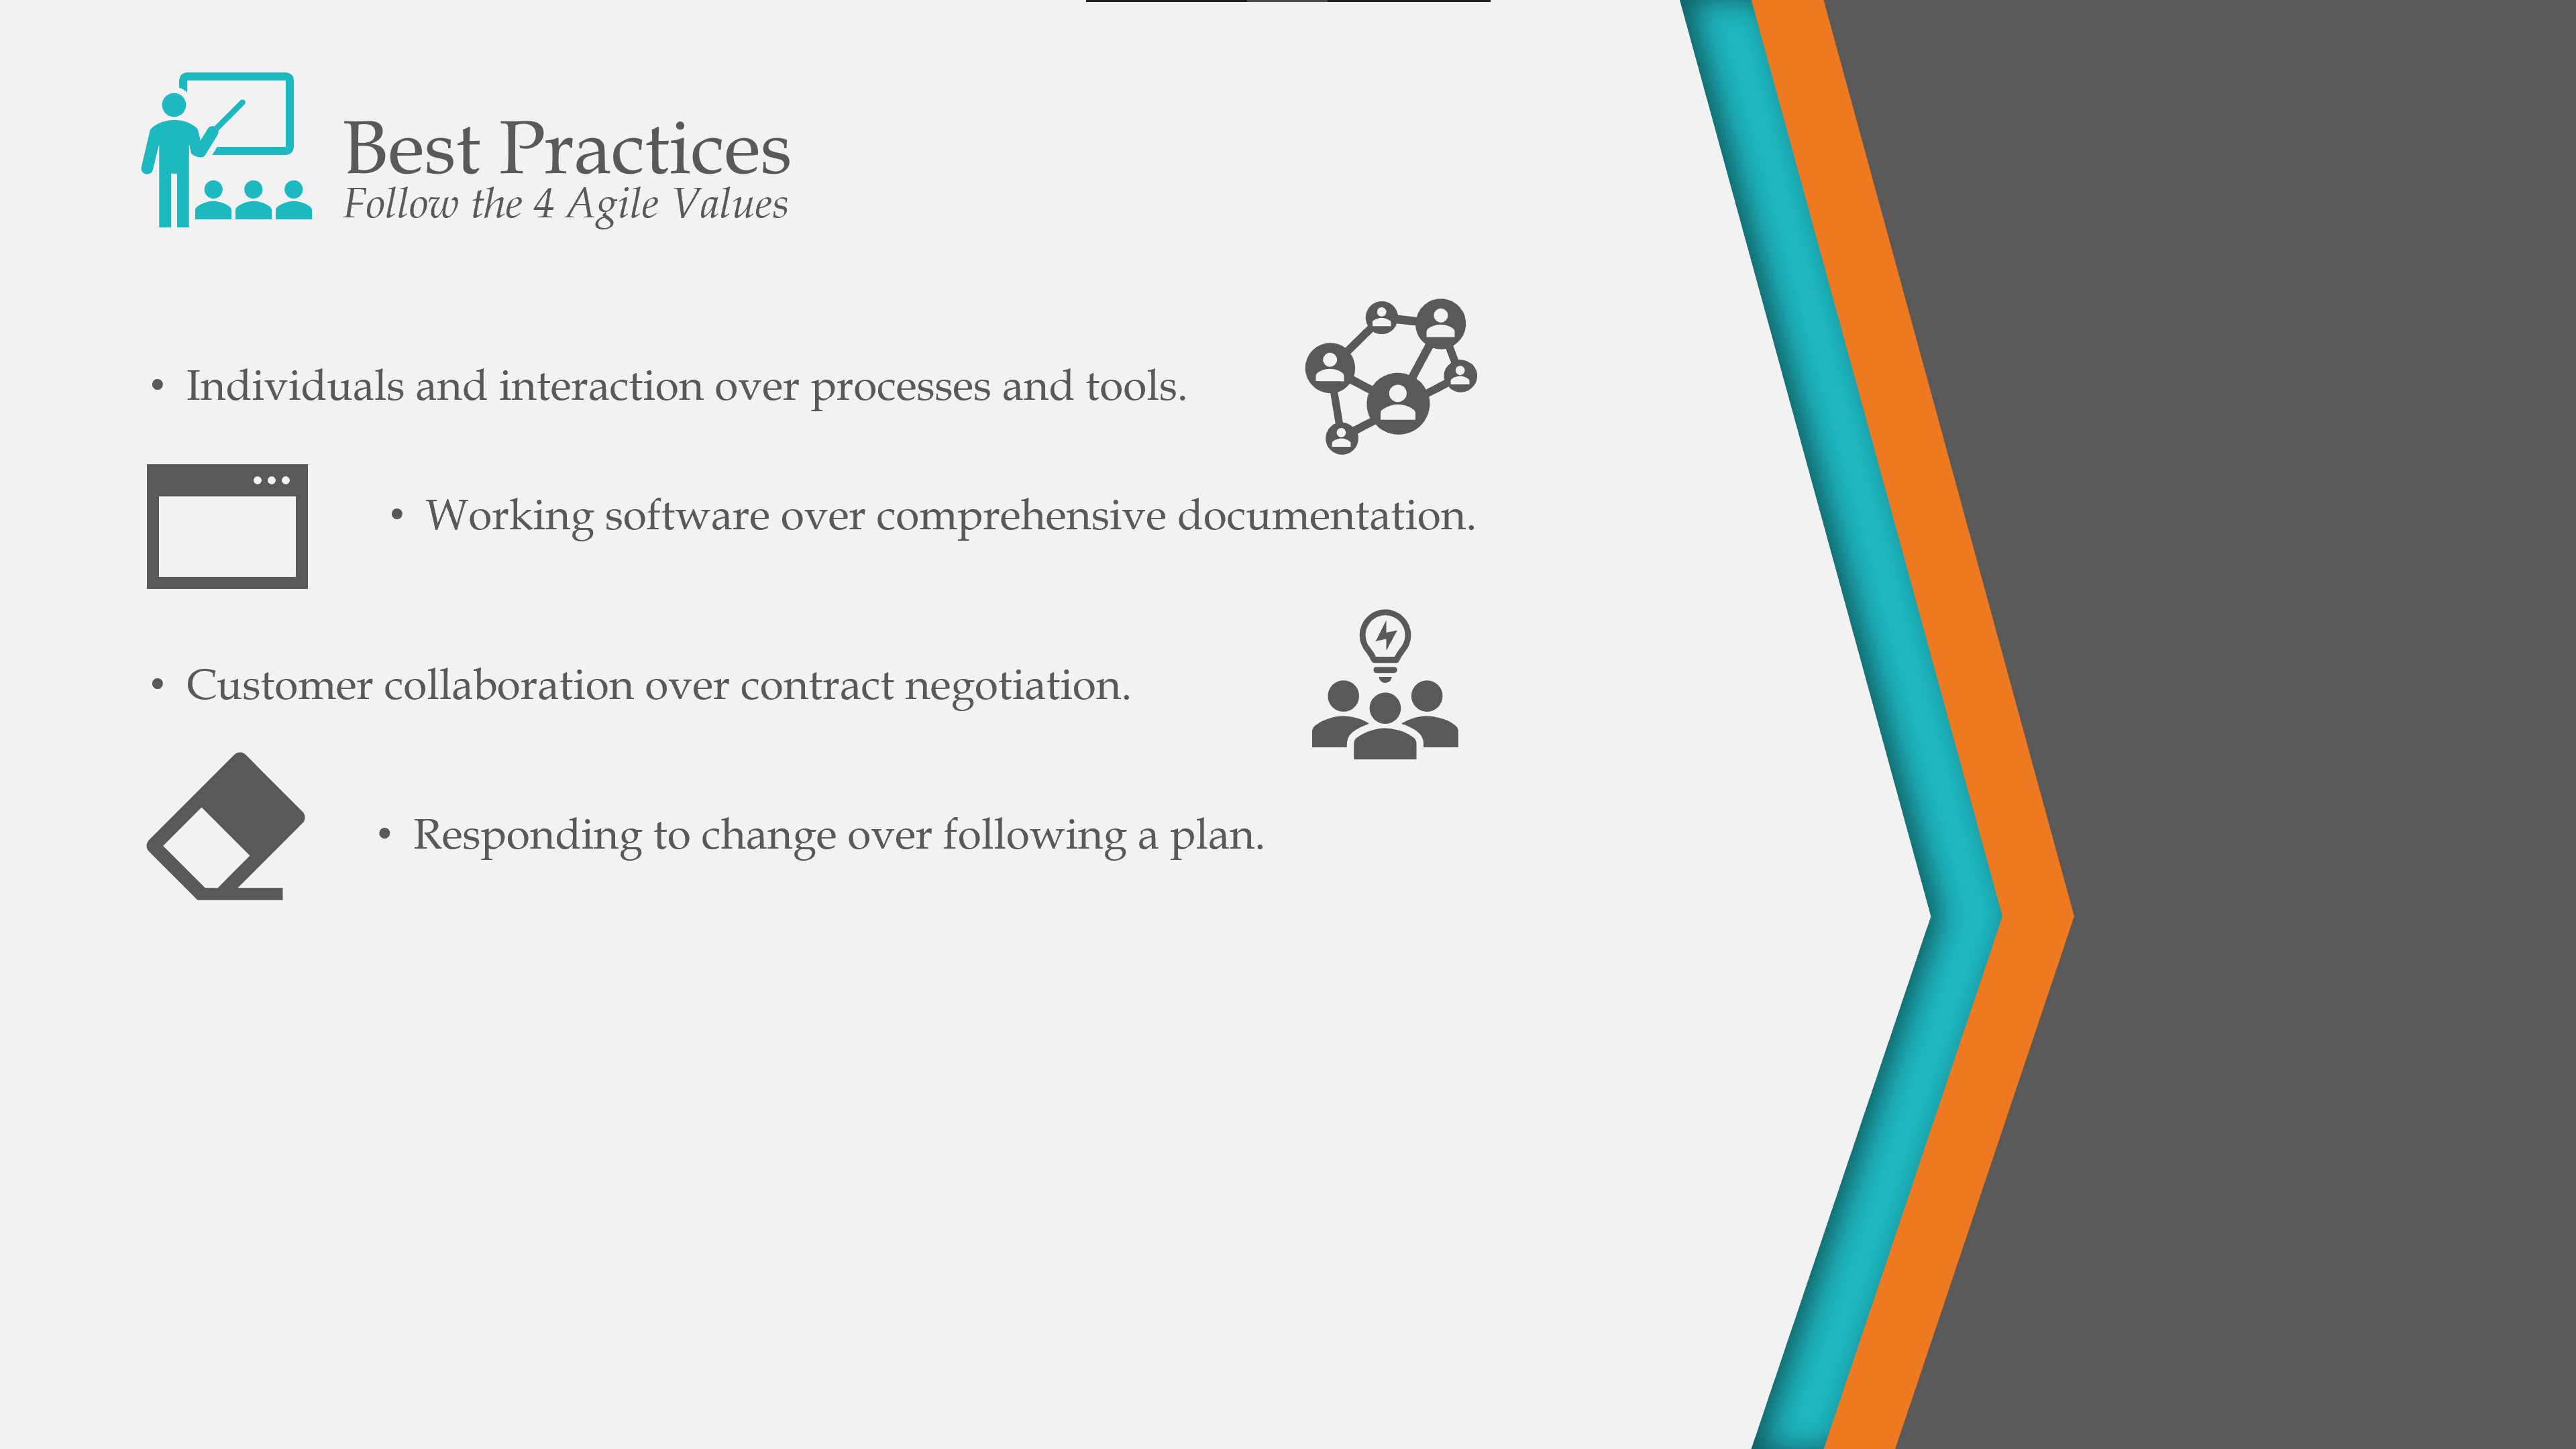 Best Practices
Follow the 4 Agile Values
• Individuals and interaction over processes and tools.
• Working software over comprehensive documentation.
• Customer collaboration over contract negotiation.
• Responding to change over following a plan.